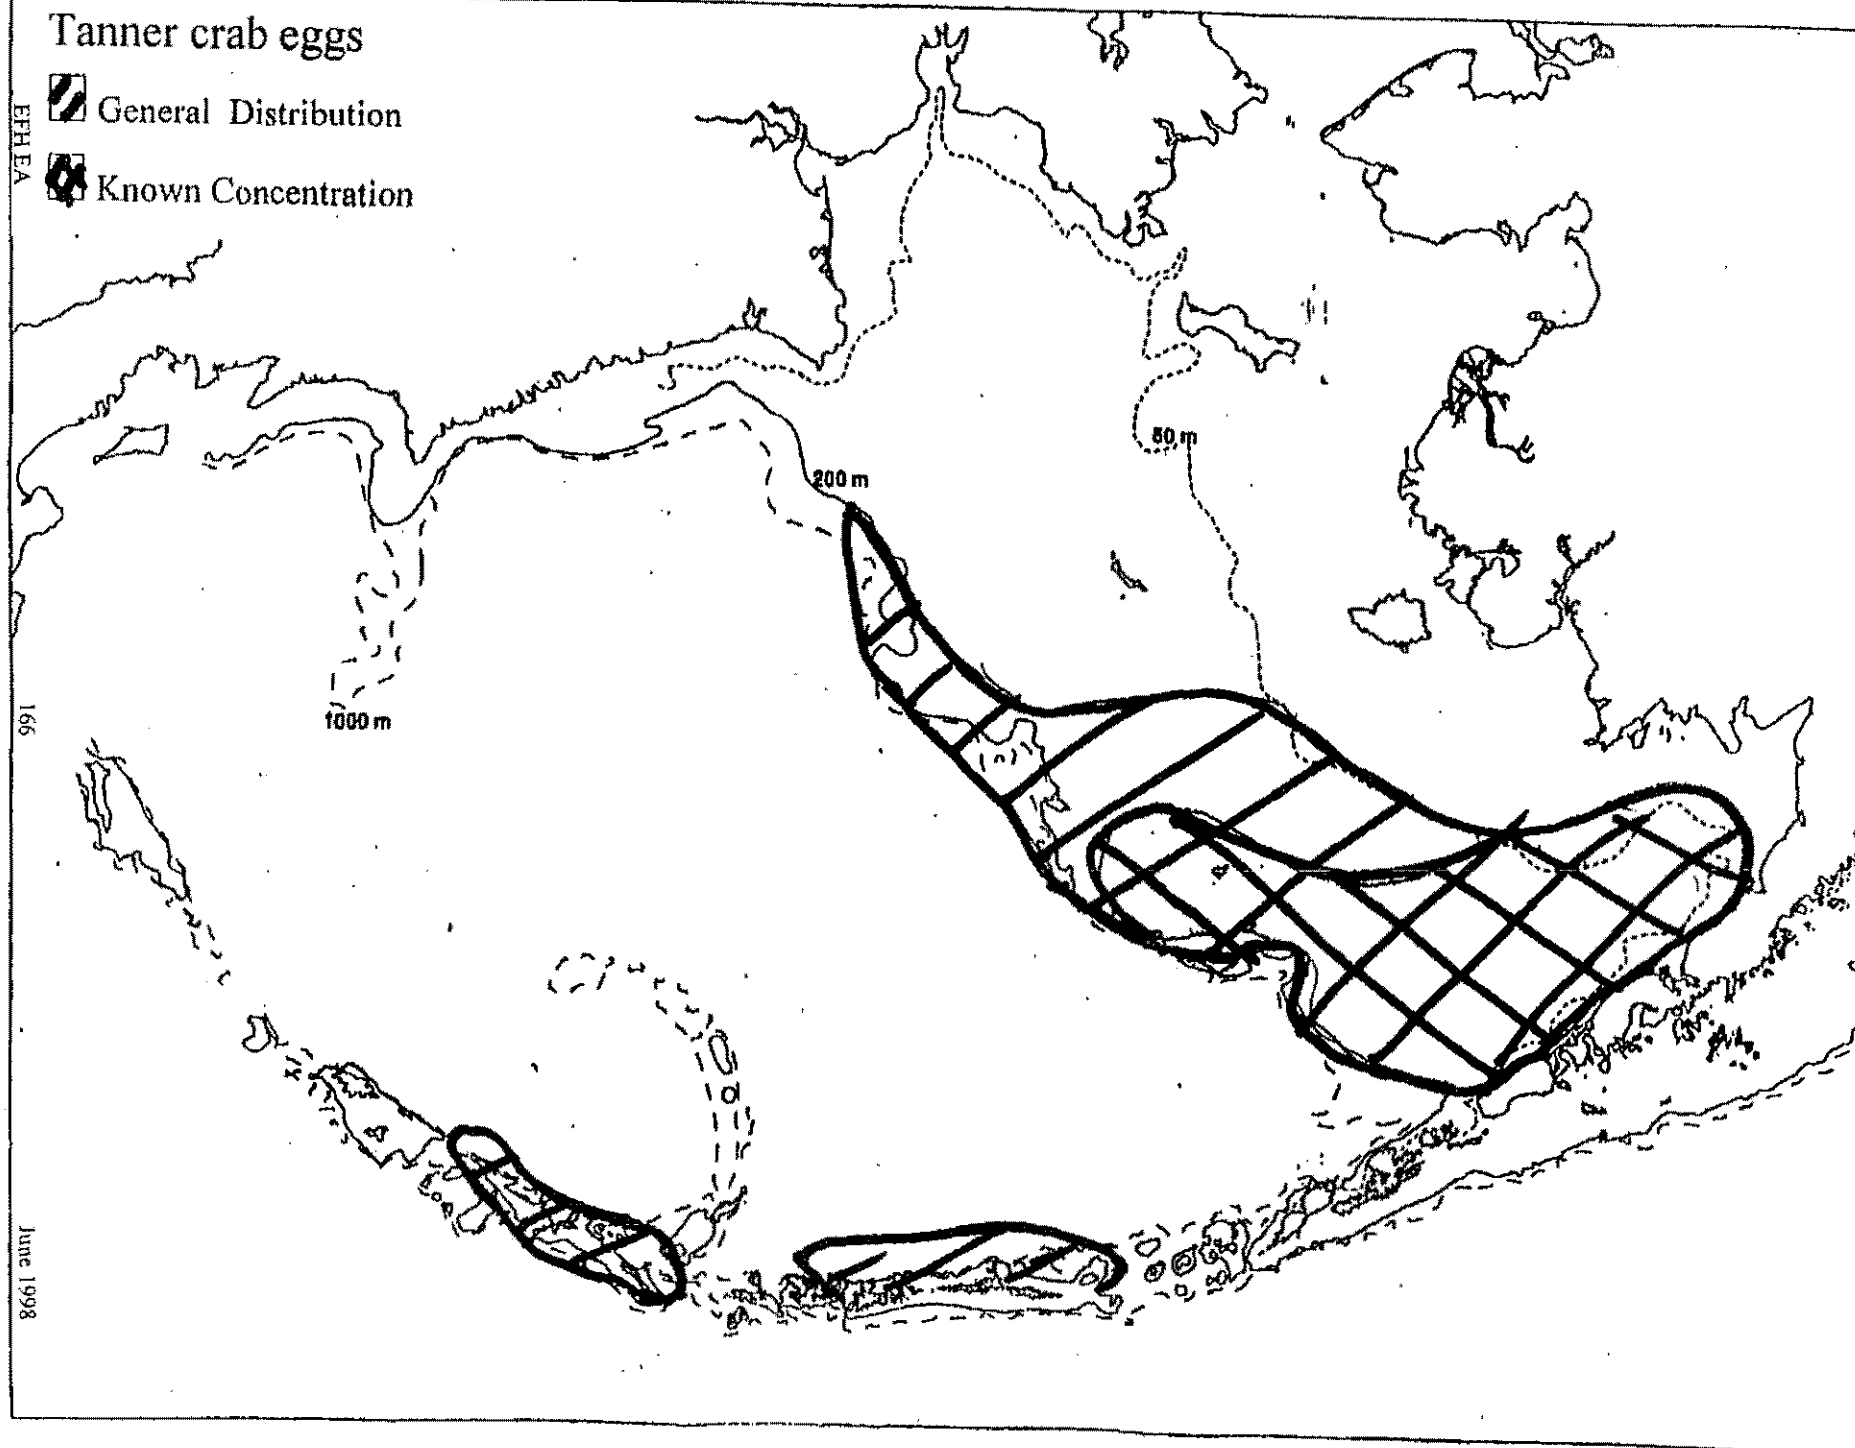 Tanner crab eggs
General Distribution
Known Concentration
EFH EA
166
June 1998
50 m
200 m
1000 m